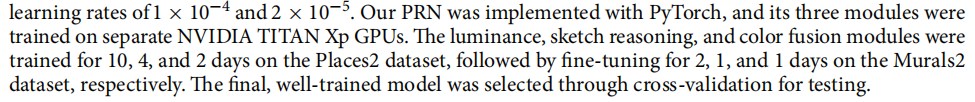 learning rates of 1 × 10⁻⁴ and 2 × 10⁻⁵. Our PRN was implemented with PyTorch, and its three modules were
trained on separate NVIDIA TITAN Xp GPUs. The luminance, sketch reasoning, and color fusion modules were
trained for 10, 4, and 2 days on the Places2 dataset, followed by fine-tuning for 2, 1, and 1 days on the Murals2
dataset, respectively. The final, well-trained model was selected through cross-validation for testing.